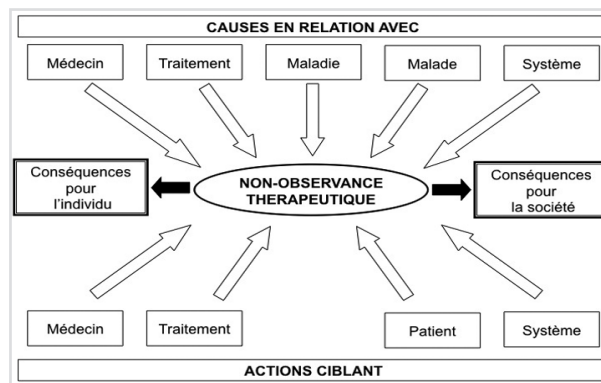 CAUSES EN RELATION AVEC
Médecin
Traitement
Maladie
Malade
Système
Conséquences
pour
l'individu
NON-OBSERVANCE
THERAPEUTIQUE
Conséquences
pour
la société
Médecin
Traitement
Patient
Système
ACTIONS CIBLANT